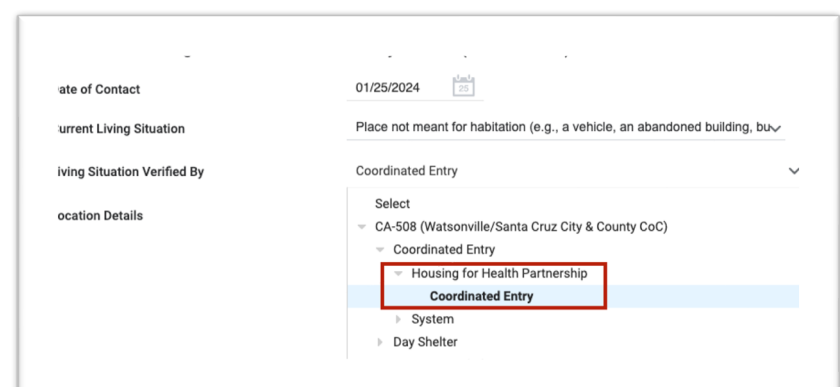 ate of Contact 01/25/2024 25
urrent Living Situation Place not meant for habitation (e.g., a vehicle, an abandoned building, bu
iving Situation Verified By Coordinated Entry
ocation Details
Select
CA-508 (Watsonville/Santa Cruz City & County CoC)
Coordinated Entry
Housing for Health Partnership
Coordinated Entry
System
Day Shelter